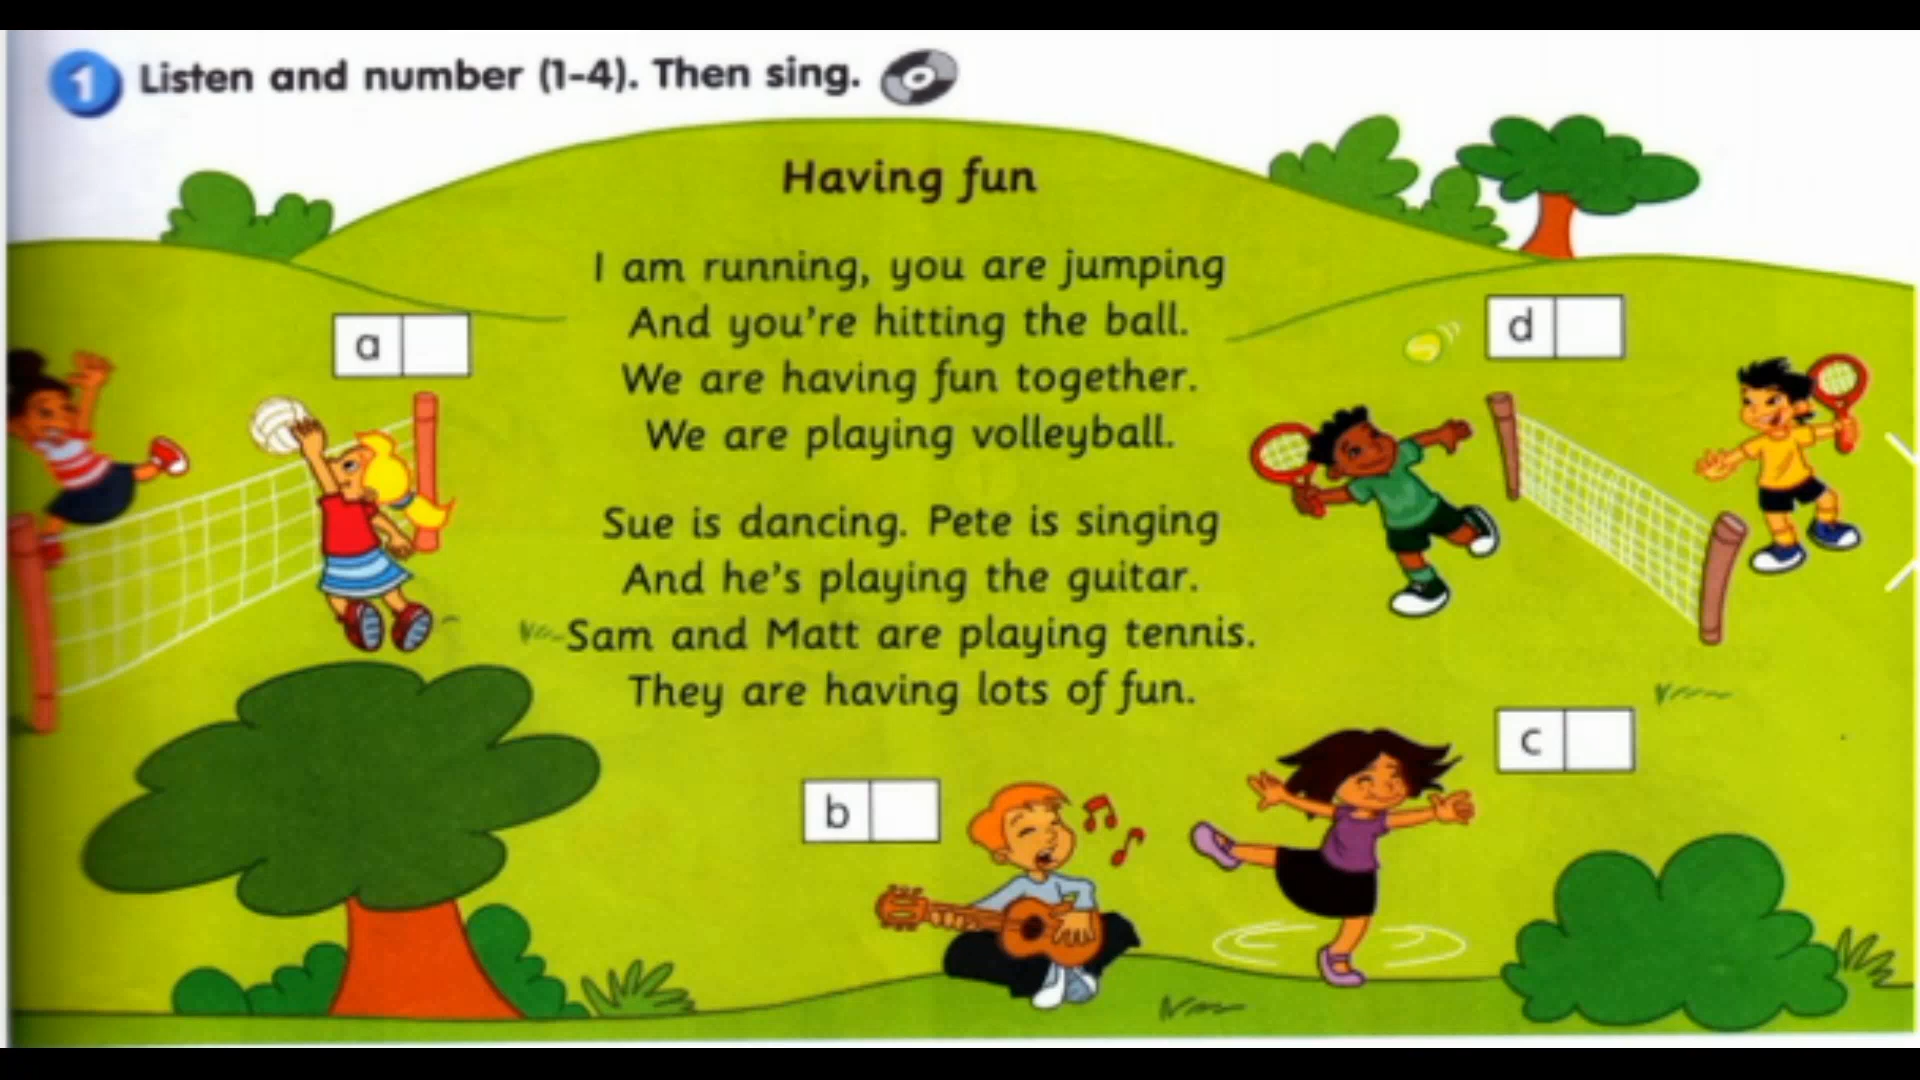 1 Listen and number (1-4). Then sing.
Having fun
I am running, you are jumping
And you're hitting the ball.
We are having fun together.
We are playing volleyball.
Sue is dancing. Pete is singing
And he's playing the guitar.
Sam and Matt are playing tennis.
They are having lots of fun.
a
d
b
c